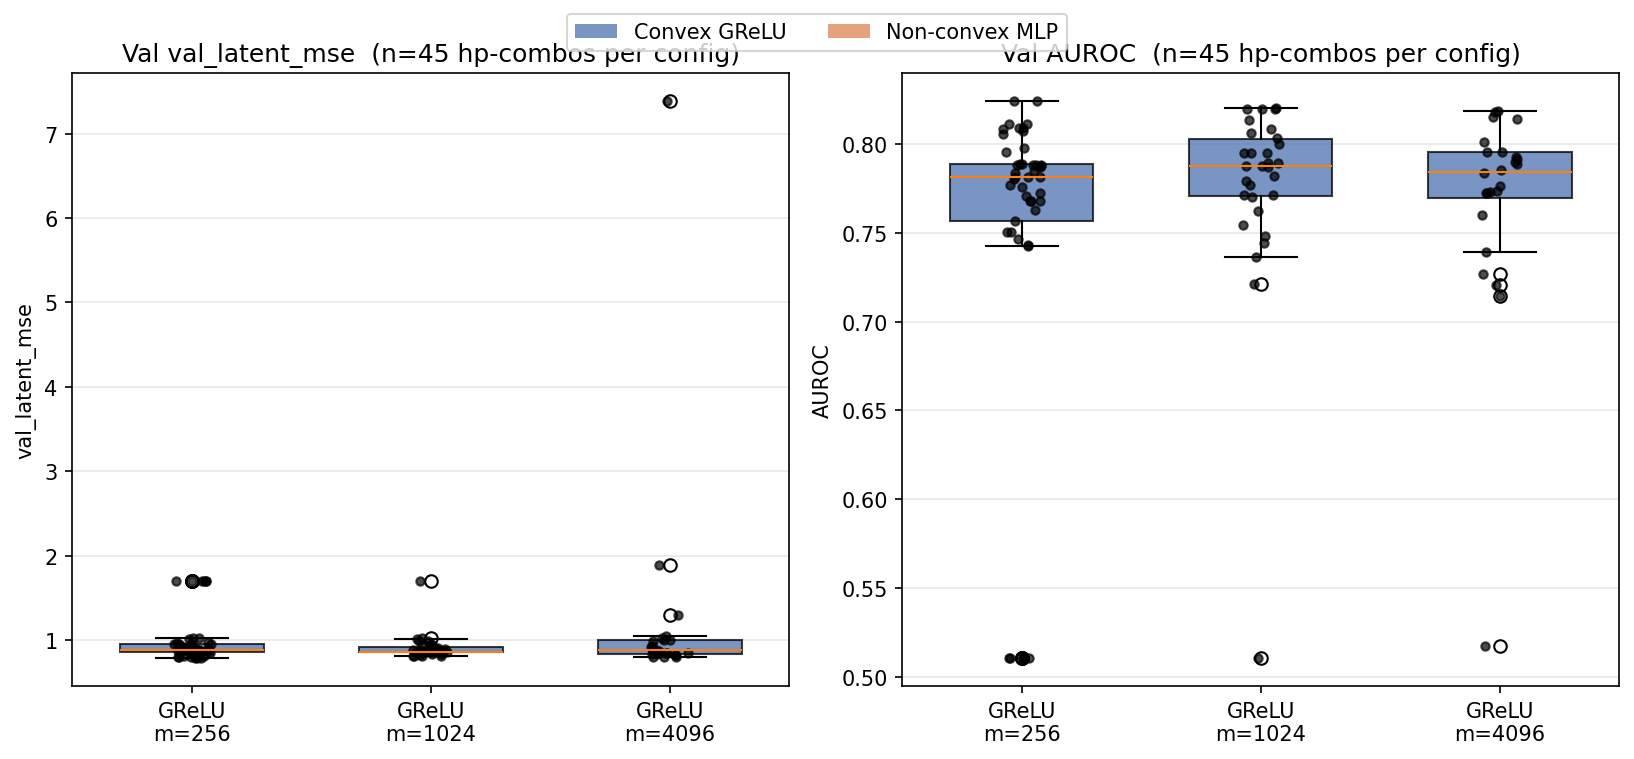 Convex GReLU
Non-convex MLP
Val val_latent_mse (n=45 hp-combos per config)
val_latent_mse
7
6
5
4
3
2
1
GReLU
m=256
GReLU
m=1024
GReLU
m=4096
Val AUROC (n=45 hp-combos per config)
AUROC
0.80
0.75
0.70
0.65
0.60
0.55
0.50
GReLU
m=256
GReLU
m=1024
GReLU
m=4096